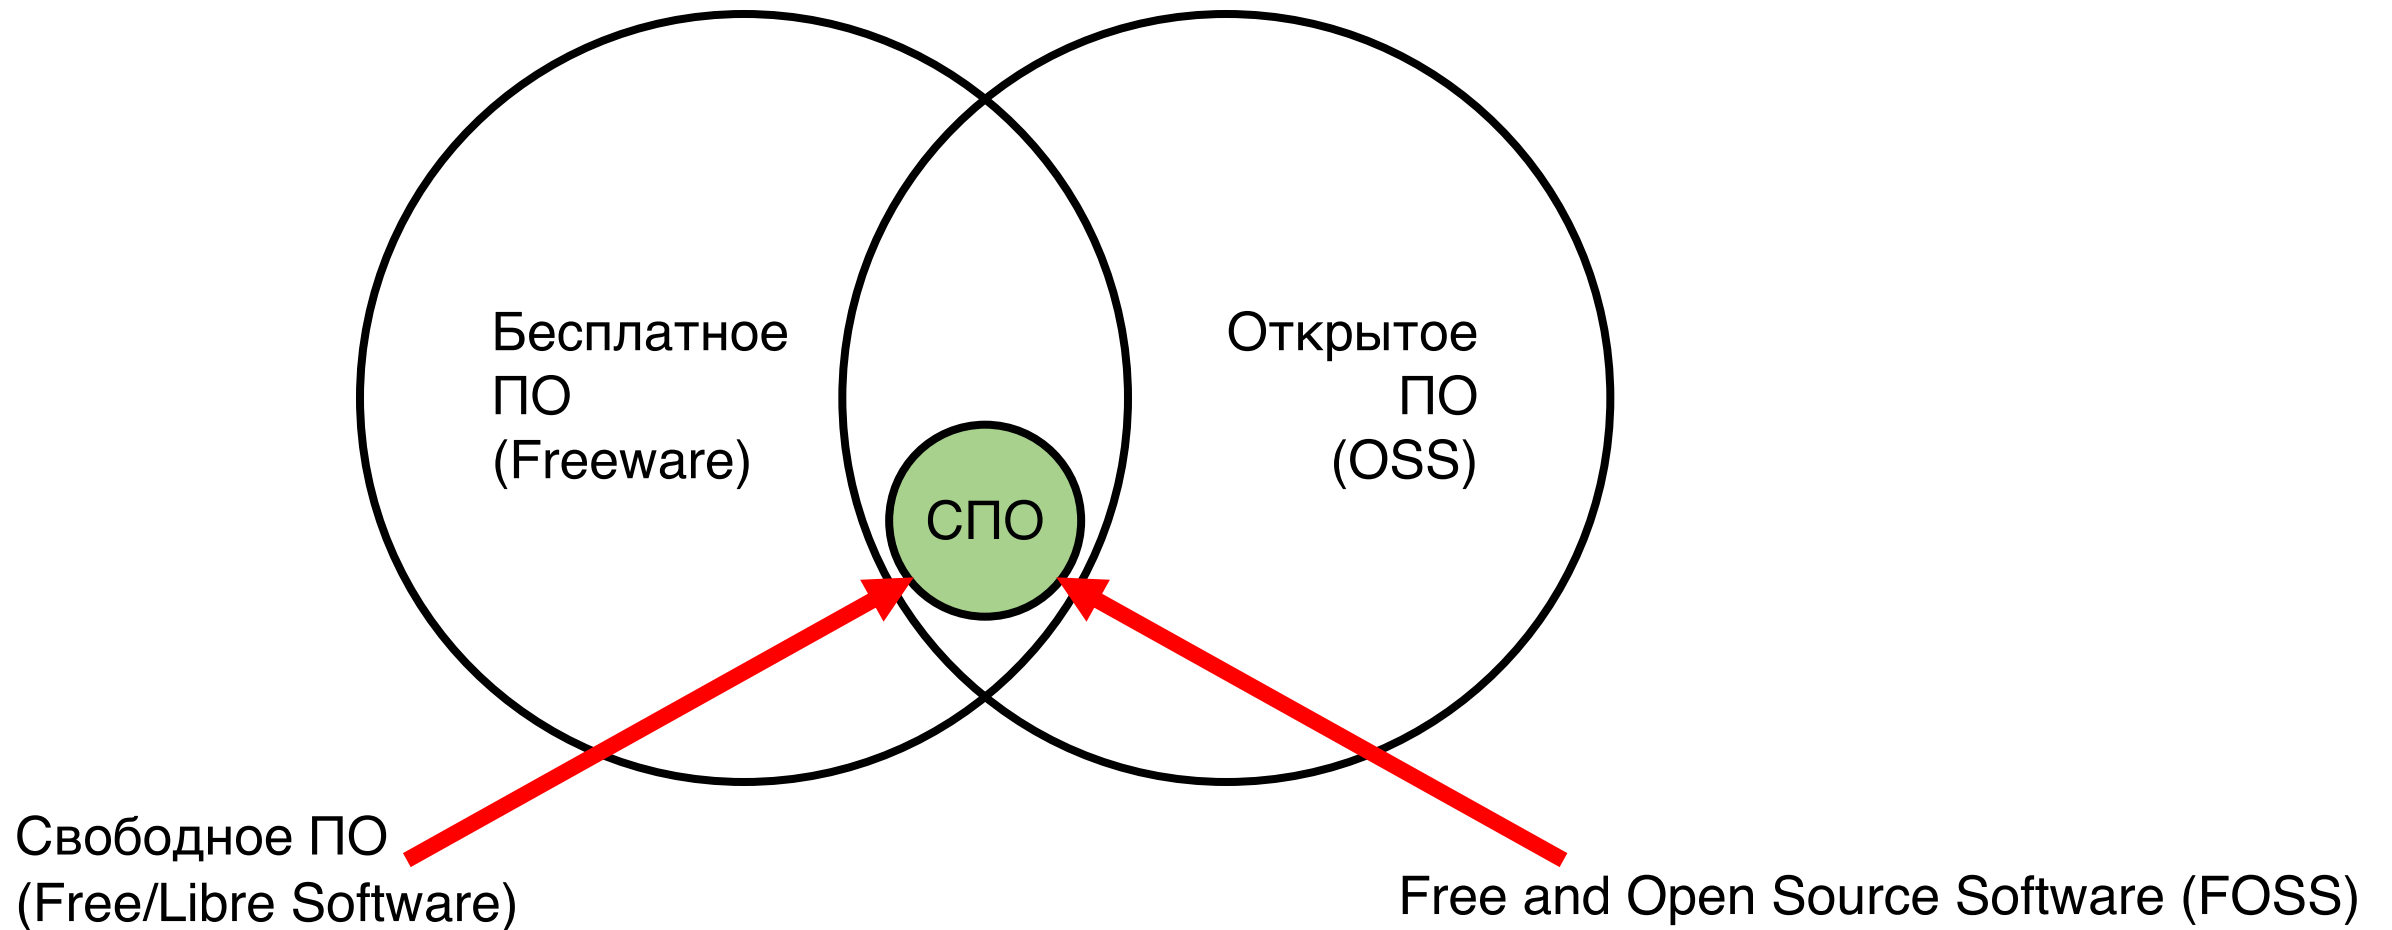 Бесплатное
ПО
(Freeware)
Открытое
ПО
(OSS)
СПО
Свободное ПО
(Free/Libre Software)
Free and Open Source Software (FOSS)